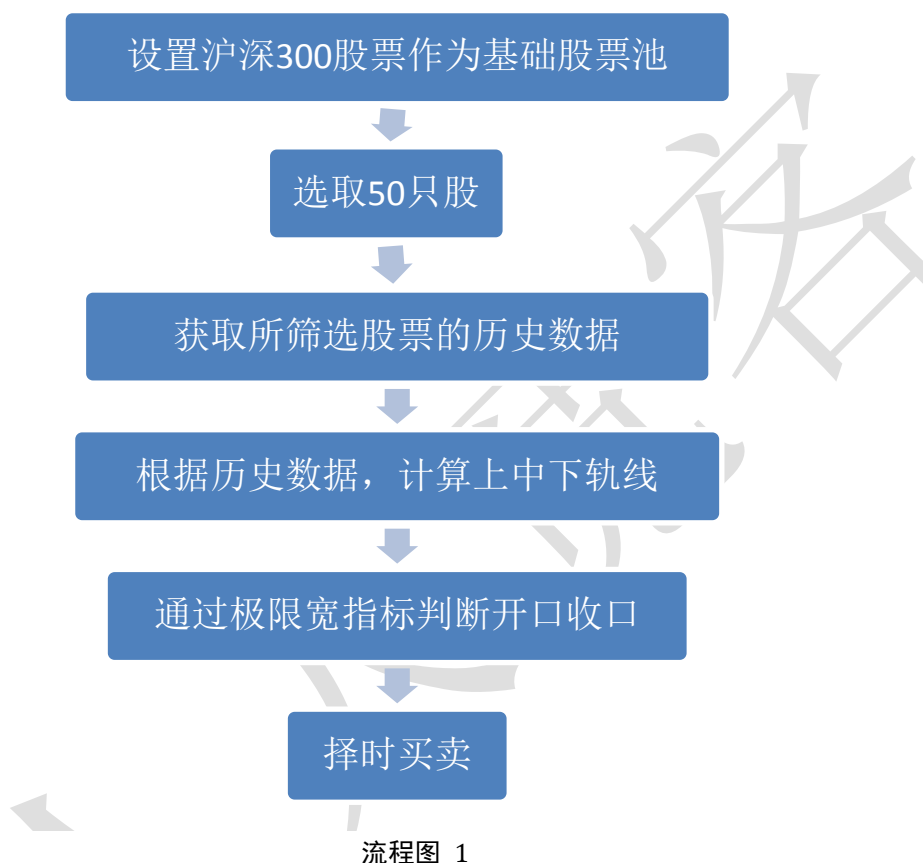 设置沪深300股票作为基础股票池
选取50只股
获取所筛选股票的历史数据
根据历史数据，计算上中下轨线
通过极限宽指标判断开口收口
择时买卖
流程图 1